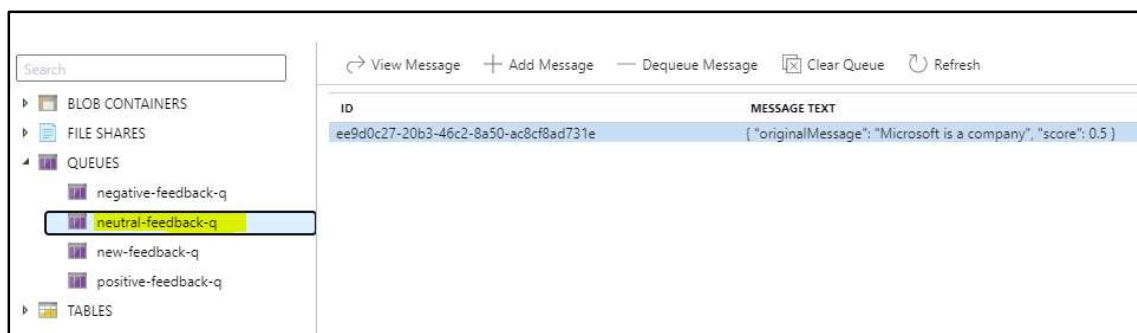 Search
BLOB CONTAINERS
FILE SHARES
QUEUES
negative-feedback-q
neutral-feedback-q
new-feedback-q
positive-feedback-q
TABLES
View Message Add Message Dequeue Message Clear Queue Refresh
ID MESSAGE TEXT
ee9d0c27-20b3-46c2-8a50-ac8cf8ad731e { "originalMessage": "Microsoft is a company", "score": 0.5 }